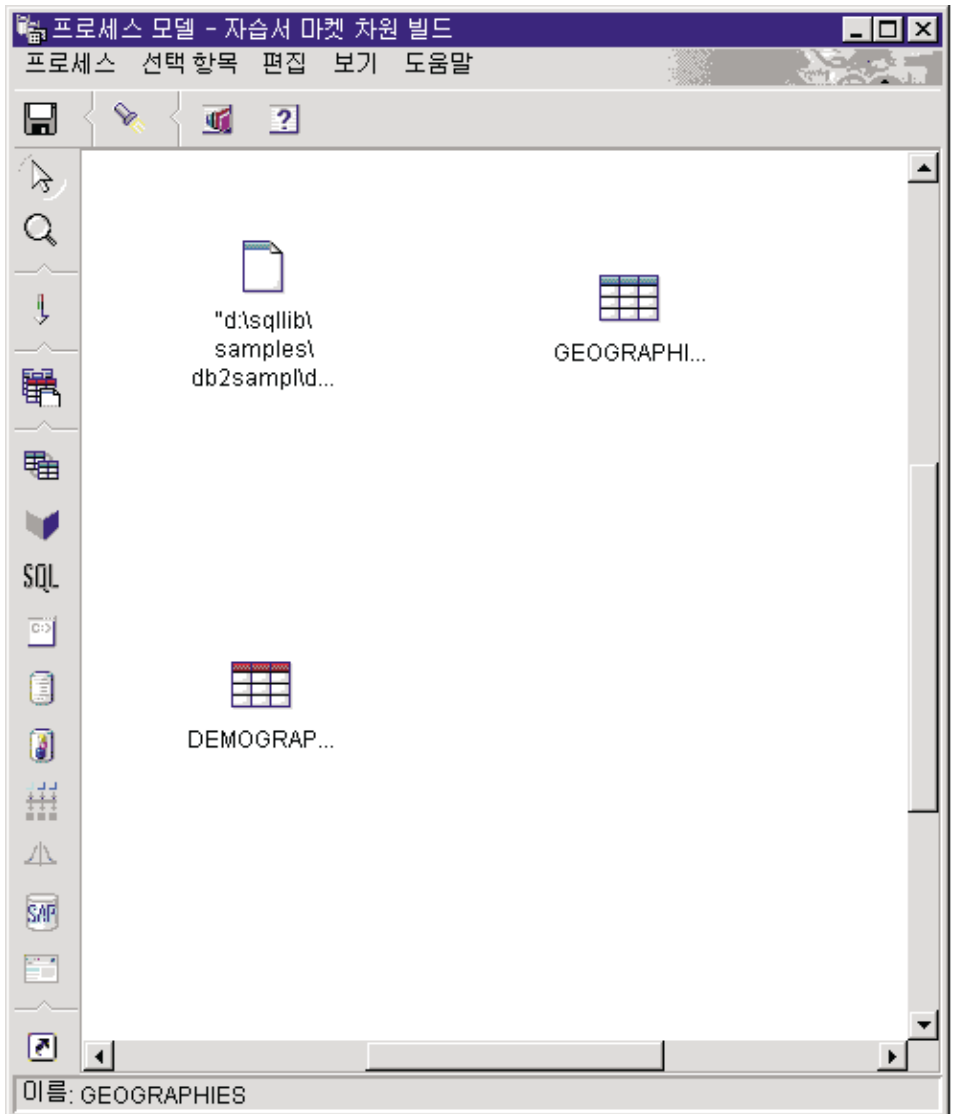 프로세스 모델 - 자습서 마켓 차원 빌드
프로세스 선택 항목 편집 보기 도움말
"d:\sqllib\
samples\
db2sampl\d...
GEOGRAPHI...
DEMOGRAP...
SQL
C:>
SAP
이름: GEOGRAPHIES